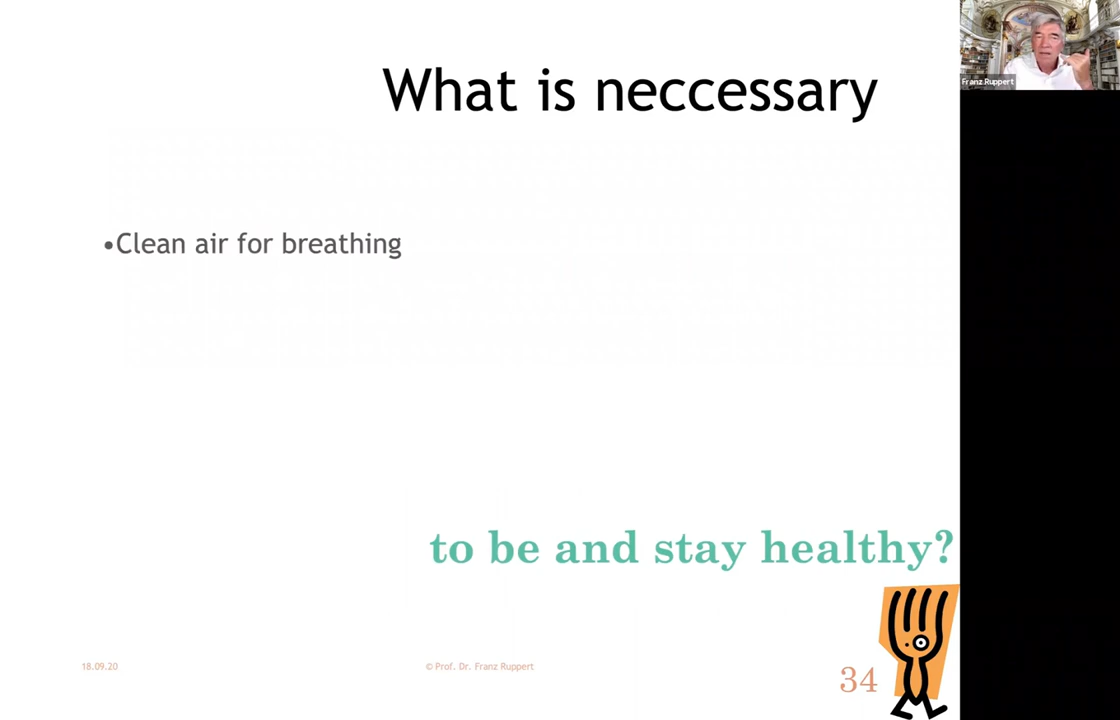 What is neccessary
Franz Ruppert
•Clean air for breathing
to be and stay healthy?
18.09.20
© Prof. Dr. Franz Ruppert
34